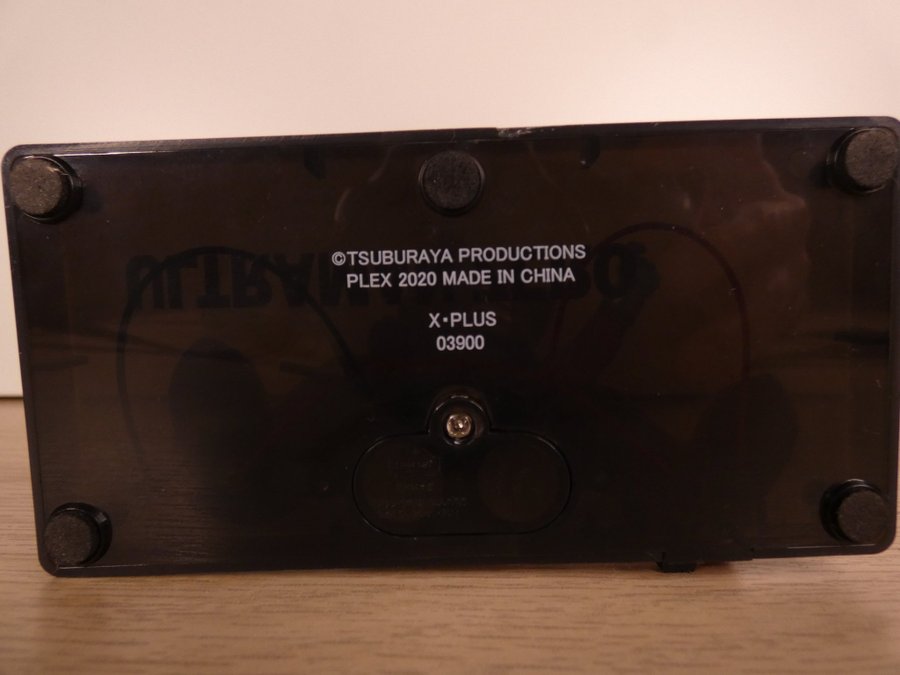 ©TSUBURAYA PRODUCTIONS
PLEX 2020 MADE IN CHINA
X･PLUS
03900